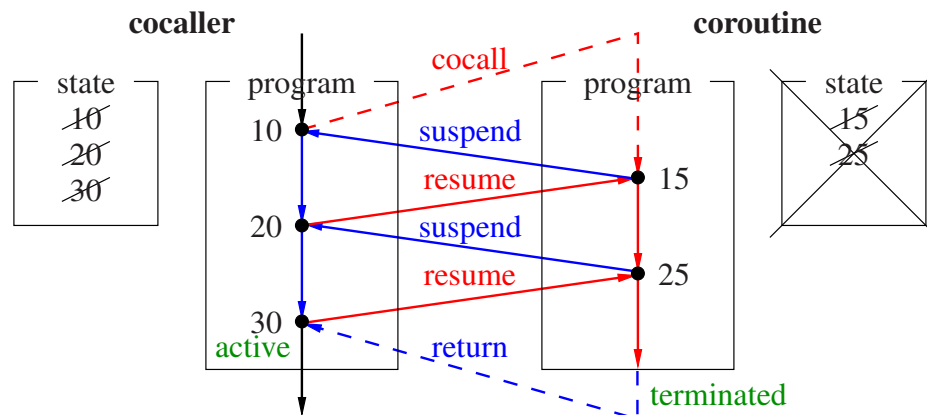 cocaller
coroutine
cocall
state
program
program
state
10
10
suspend
15
20
25
30
resume
15
20
suspend
resume
25
30
active
return
terminated